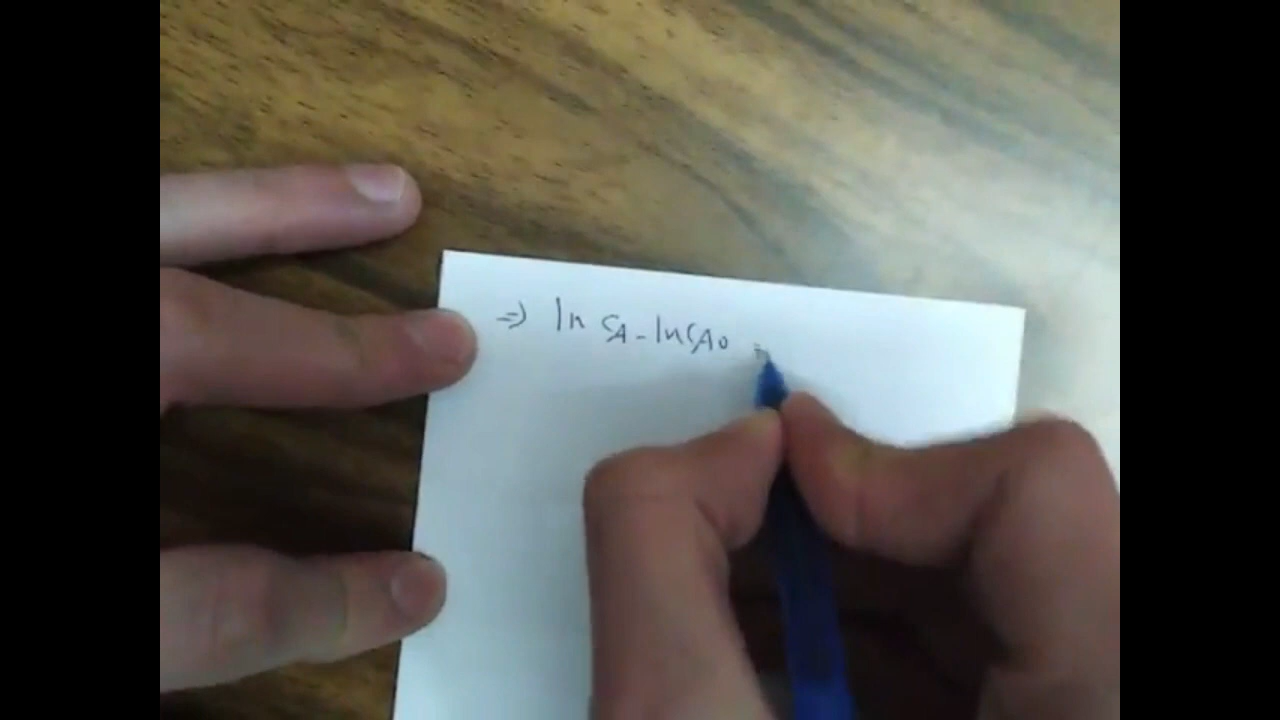 ⇒ ln CA - ln CA0 =